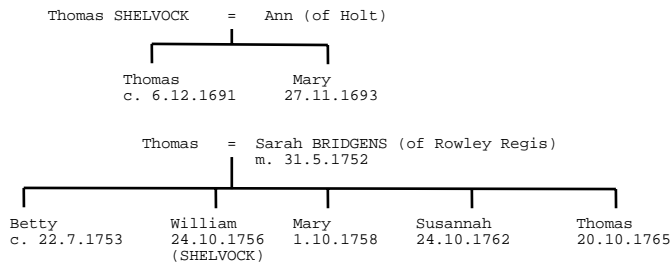 Thomas SHELVOCK = Ann (of Holt)
Thomas Mary
c. 6.12.1691 27.11.1693
Thomas = Sarah BRIDGENS (of Rowley Regis)
m. 31.5.1752
Betty William Mary Susannah Thomas
c. 22.7.1753 24.10.1756 1.10.1758 24.10.1762 20.10.1765
(SHELVOCK)